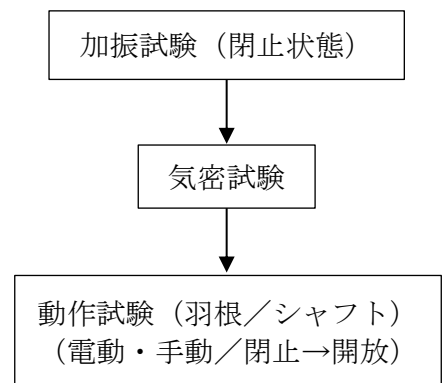 加振試験（閉止状態）
気密試験
動作試験（羽根／シャフト）
（電動・手動／閉止→開放）